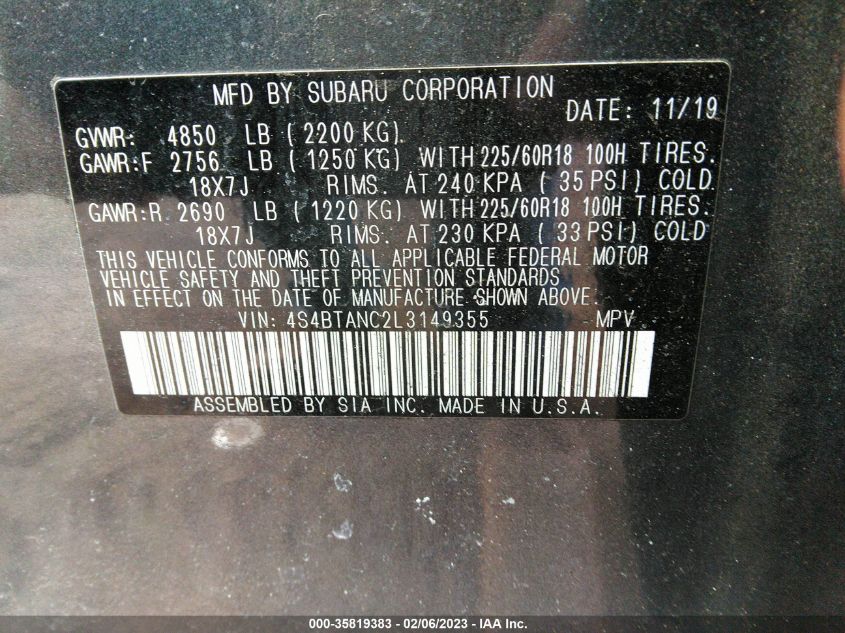 MFD BY SUBARU CORPORATION
DATE: 11/19
GVWR: 4850 LB ( 2200 KG).
GAWR:F 2756 LB ( 1250 KG) WITH 225/60R18 100H TIRES.
18X7J RIMS. AT 240 KPA ( 35 PSI) COLD.
GAWR:R 2690 LB ( 1220 KG) WITH 225/60R18 100H TIRES.
18X7J RIMS. AT 230 KPA ( 33 PSI) COLD
THIS VEHICLE CONFORMS TO ALL APPLICABLE FEDERAL MOTOR
VEHICLE SAFETY AND THEFT PREVENTION STANDARDS
IN EFFECT ON THE DATE OF MANUFACTURE SHOWN ABOVE.
VIN: 4S4BTANC2L3149355 MPV
ASSEMBLED BY SIA INC. MADE IN U.S.A.
000-35819383 - 02/06/2023 - IAA Inc.